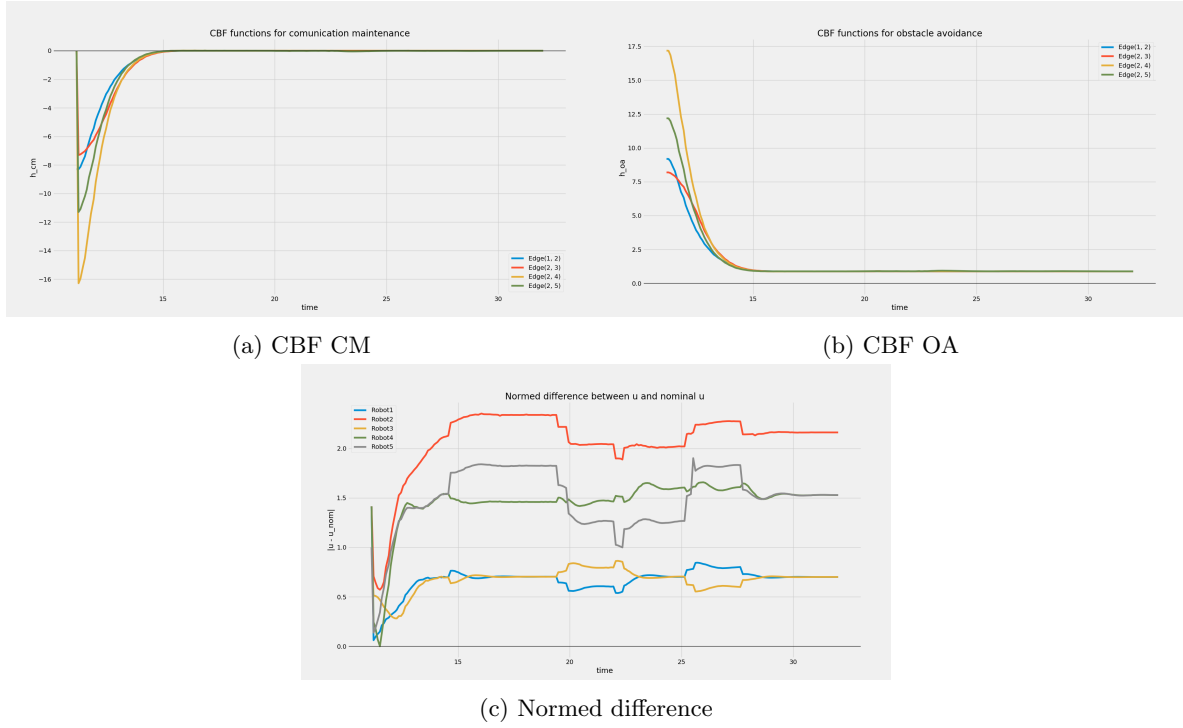 CBF functions for comunication maintenance
0
−2
−4
−6
−8
−10
−12
−14
−16
h_cm
Edge(1, 2)
Edge(2, 3)
Edge(2, 4)
Edge(2, 5)
15
20
25
30
time
(a) CBF CM
CBF functions for obstacle avoidance
17.5
15.0
12.5
10.0
7.5
5.0
2.5
0.0
h_oa
Edge(1, 2)
Edge(2, 3)
Edge(2, 4)
Edge(2, 5)
15
20
25
30
time
(b) CBF OA
Normed difference between u and nominal u
Robot1
Robot2
Robot3
Robot4
Robot5
2.0
1.5
1.0
0.5
0.0
|u - u_nom|
15
20
25
30
time
(c) Normed difference